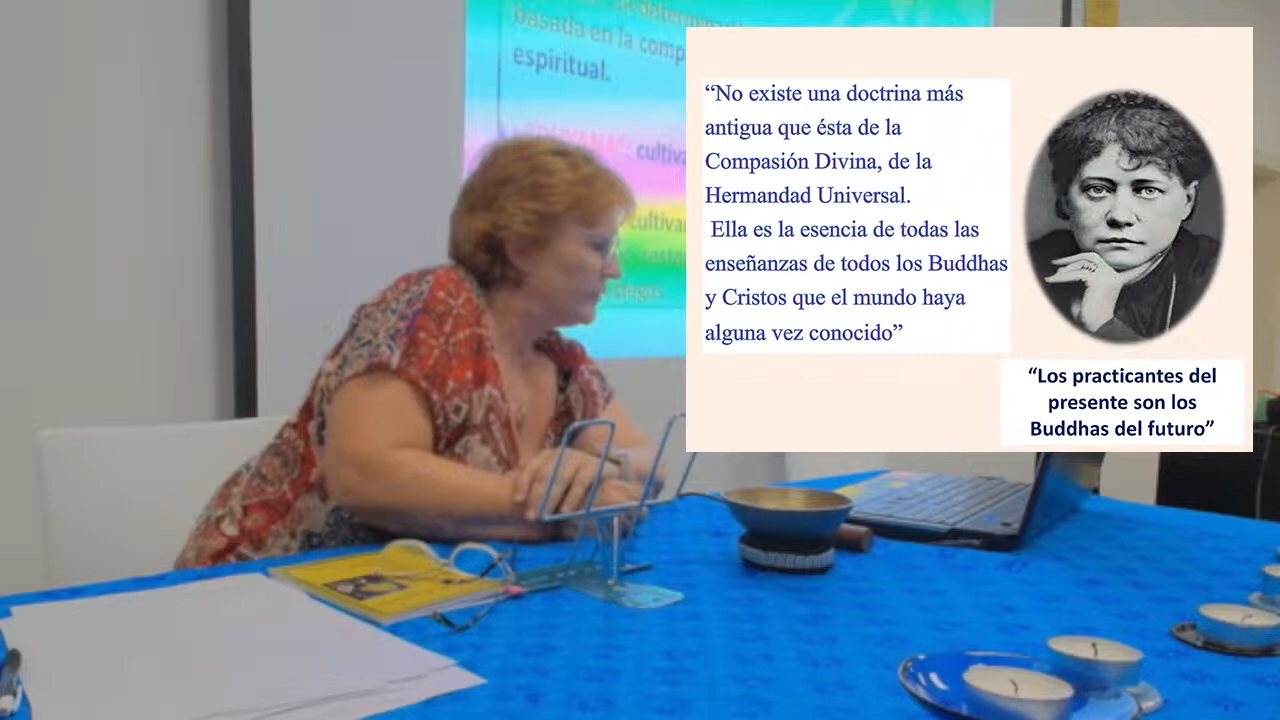 basada en la comp
espiritual.
cultiva
cultivar
“No existe una doctrina más
antigua que ésta de la
Compasión Divina, de la
Hermandad Universal.
Ella es la esencia de todas las
enseñanzas de todos los Buddhas
y Cristos que el mundo haya
alguna vez conocido”
“Los practicantes del
presente son los
Buddhas del futuro”